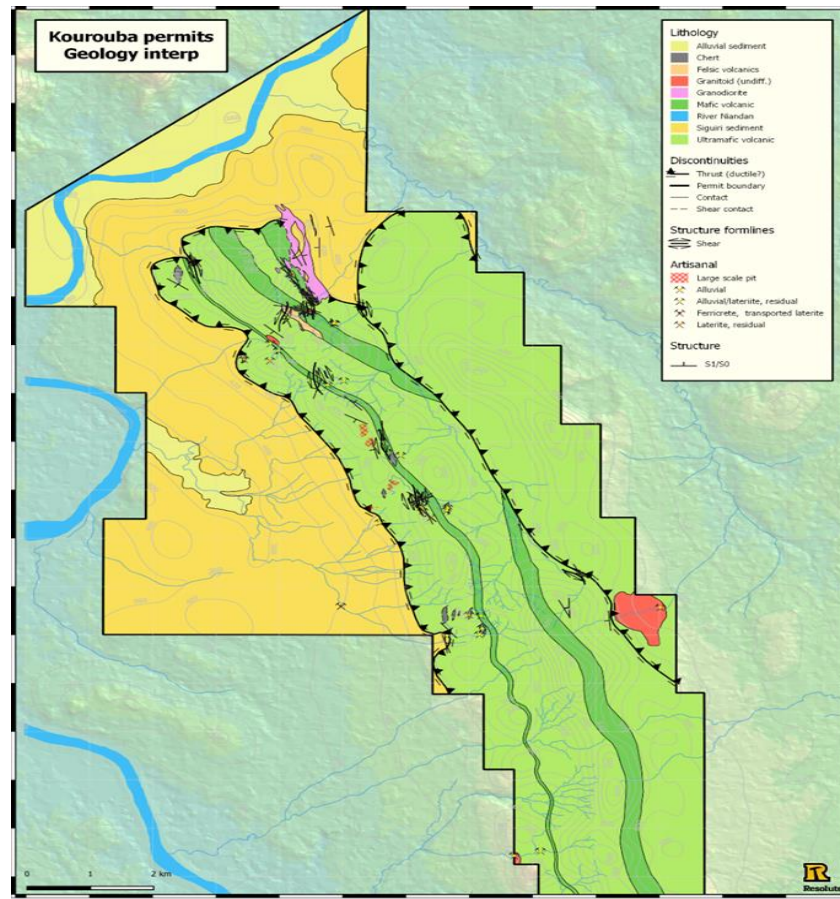 Kourouba permits
Geology interp
Lithology
Alluvial sediment
Chert
Felsic volcanics
Granitoid (undiff.)
Granodiorite
Mafic volcanic
River Niandan
Siguiri sediment
Ultramafic volcanic
Discontinuities
Thrust (ductile?)
Permit boundary
Contact
Shear contact
Structure formlines
Shear
Artisanal
Large scale pit
Alluvial
Alluvial/lateriite, residual
Ferricrete, transported laterite
Laterite, residual
Structure
S1/S0
0 1 2 km
Resolute